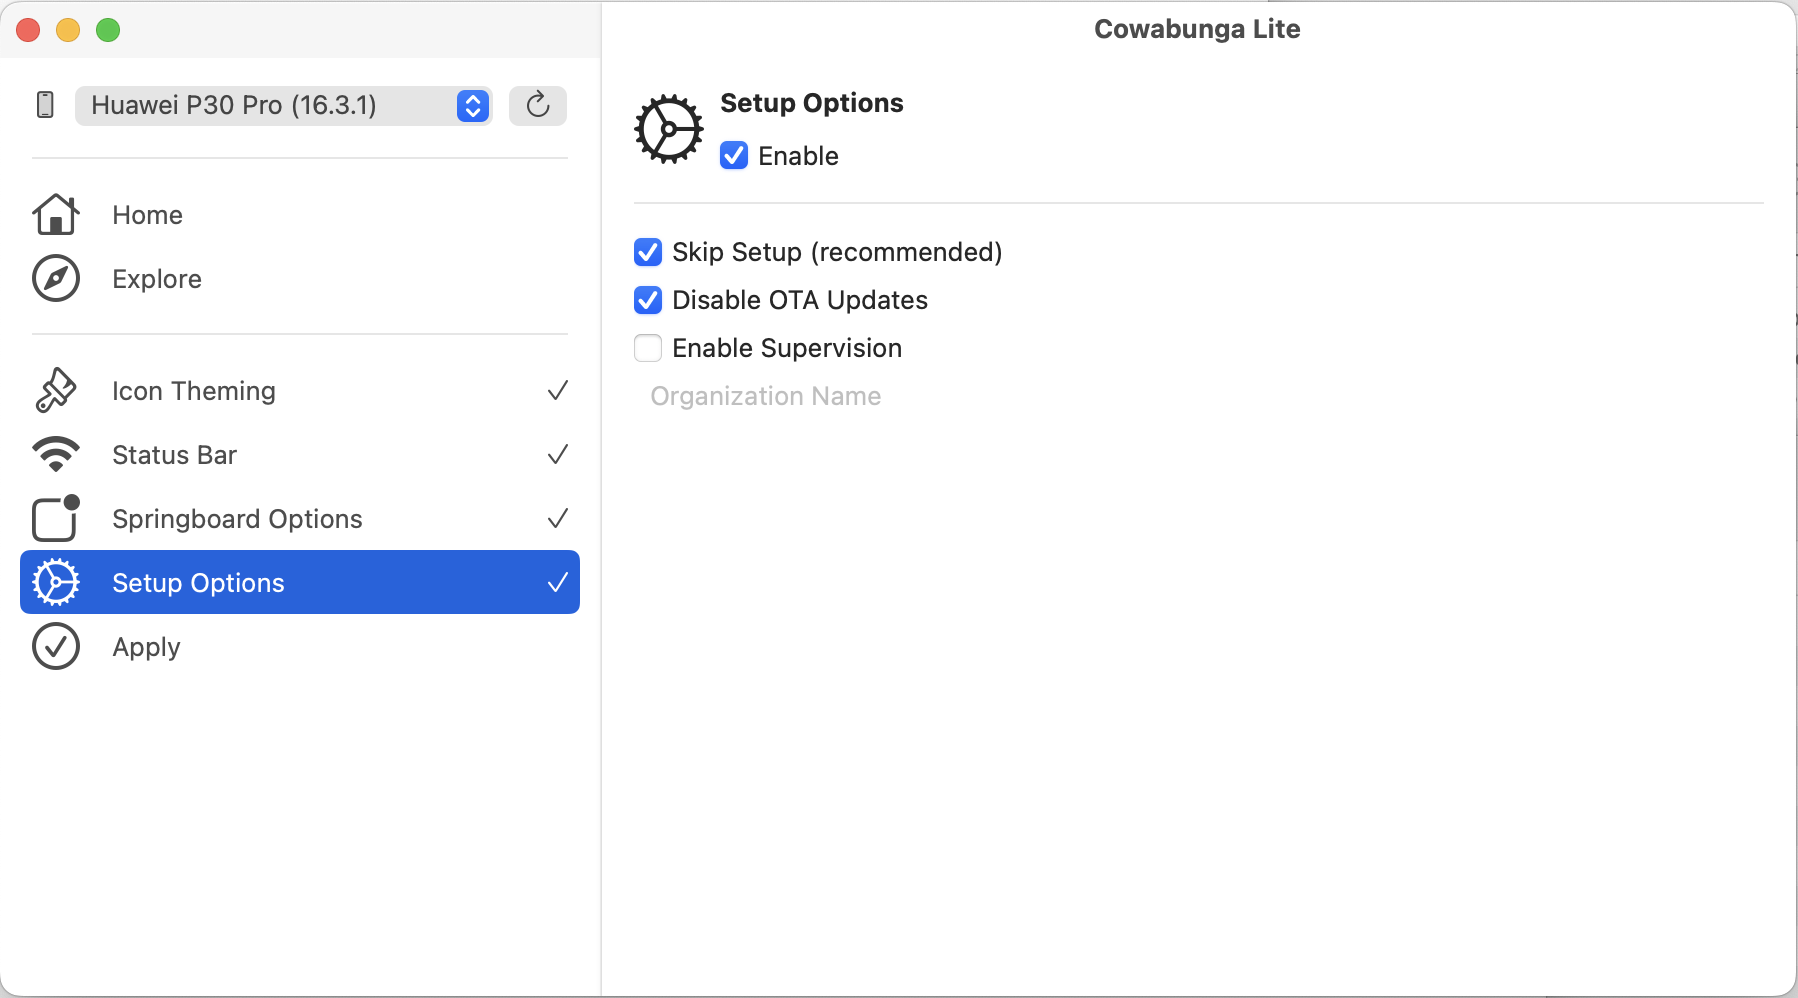 Cowabunga Lite
Huawei P30 Pro (16.3.1)
Home
Explore
Icon Theming
Status Bar
Springboard Options
Setup Options
Apply
Setup Options
Enable
Skip Setup (recommended)
Disable OTA Updates
Enable Supervision
Organization Name